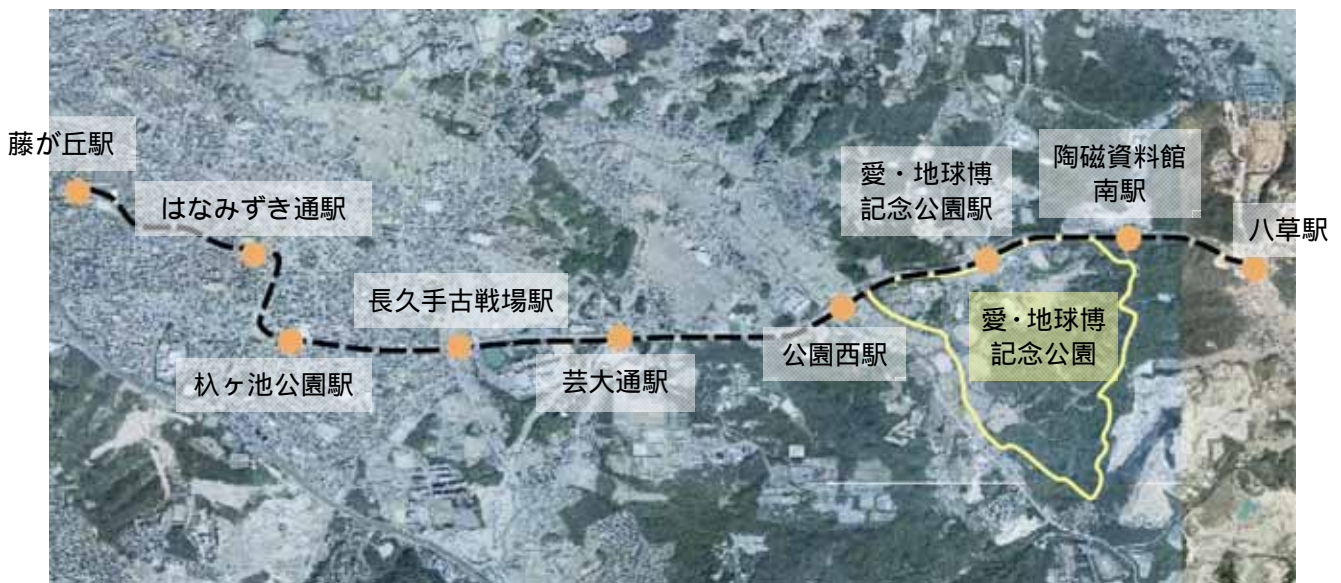 藤が丘駅
はなみずき通駅
杁ヶ池公園駅
長久手古戦場駅
芸大通駅
公園西駅
愛・地球博
記念公園駅
愛・地球博
記念公園
陶磁資料館
南駅
八草駅